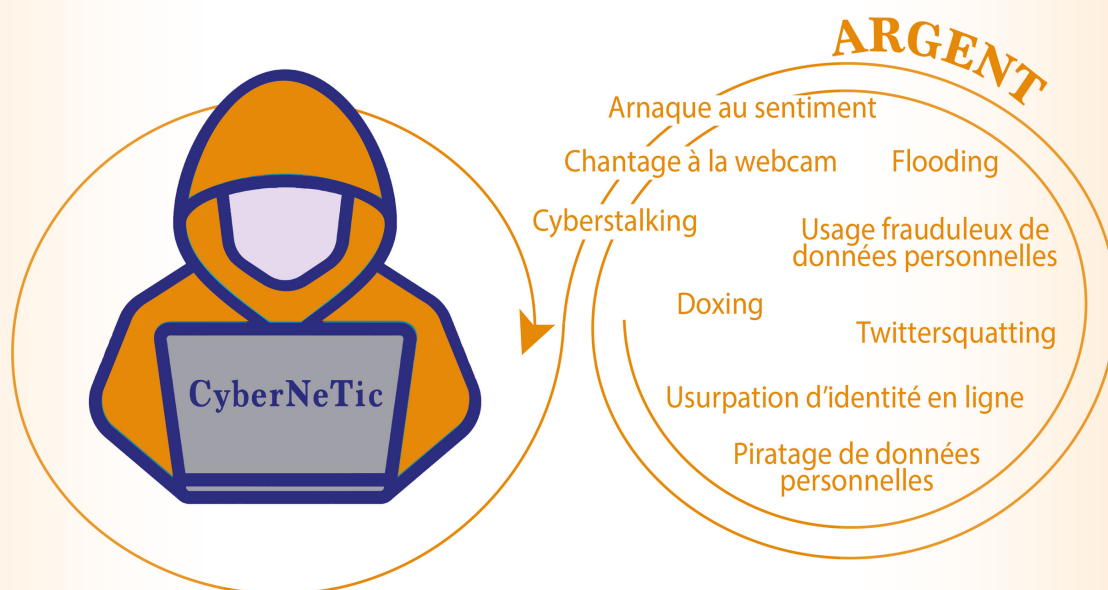 ARGENT
Arnaque au sentiment
Chantage à la webcam
Flooding
Cyberstalking
Usage frauduleux de
données personnelles
Doxing
Twittersquatting
Usurpation d’identité en ligne
Piratage de données
personnelles
CyberNeTic